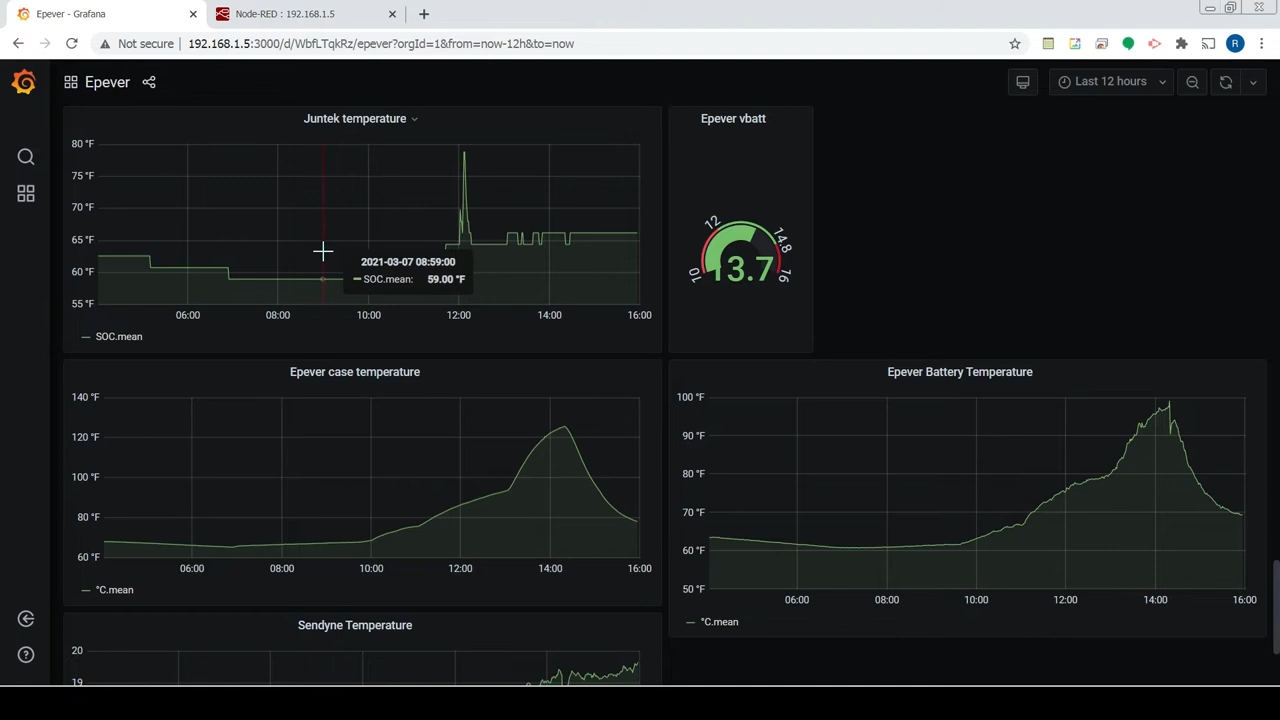 Epever - Grafana
Node-RED : 192.168.1.5
Not secure
192.168.1.5:3000/d/WbfLTqkRz/epever?orgId=1&from=now-12h&to=now
R
Epever
Last 12 hours
Juntek temperature
80 °F
75 °F
70 °F
65 °F
60 °F
55 °F
06:00
08:00
10:00
12:00
14:00
16:00
2021-03-07 08:59:00
SOC.mean: 59.00 °F
SOC.mean
Epever vbatt
10
12
14.8
16
13.7
Epever case temperature
140 °F
120 °F
100 °F
80 °F
60 °F
06:00
08:00
10:00
12:00
14:00
16:00
°C.mean
Epever Battery Temperature
100 °F
90 °F
80 °F
70 °F
60 °F
50 °F
06:00
08:00
10:00
12:00
14:00
16:00
°C.mean
Sendyne Temperature
20
19